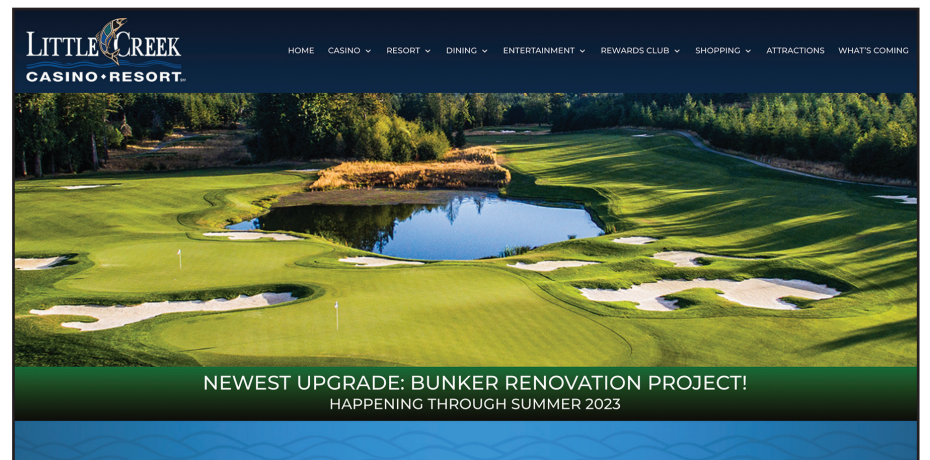 LITTLE CREEK
CASINO • RESORT SM
HOME CASINO RESORT DINING ENTERTAINMENT REWARDS CLUB SHOPPING ATTRACTIONS WHAT'S COMING
NEWEST UPGRADE: BUNKER RENOVATION PROJECT!
HAPPENING THROUGH SUMMER 2023